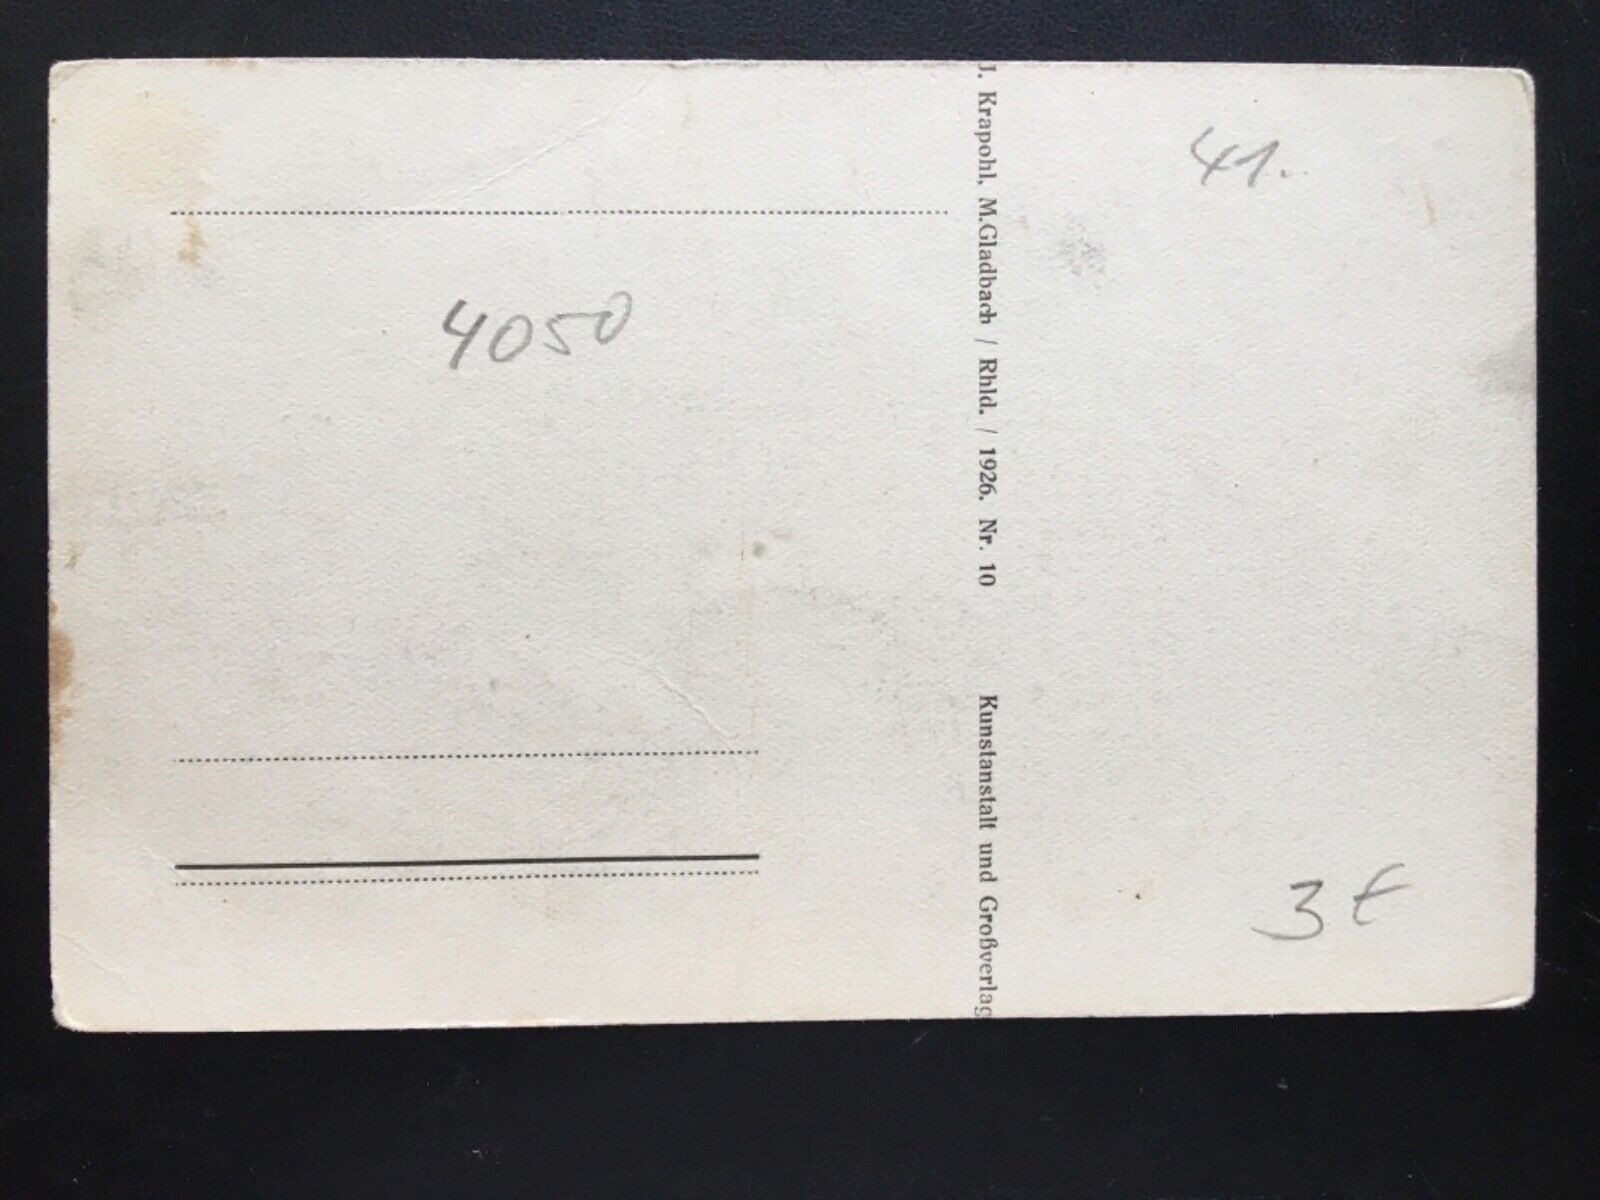 J. Krapohl, M.Gladbach / Rhld. / 1926. Nr. 10 Kunstanstalt und Großverlag
41.-
4050
3 €